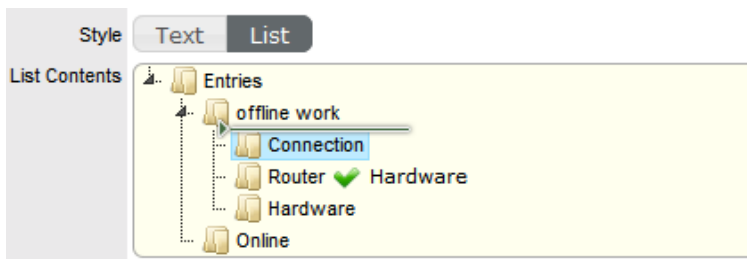 Style Text List
List Contents Entries
offline work
Connection
Router Hardware
Hardware
Online